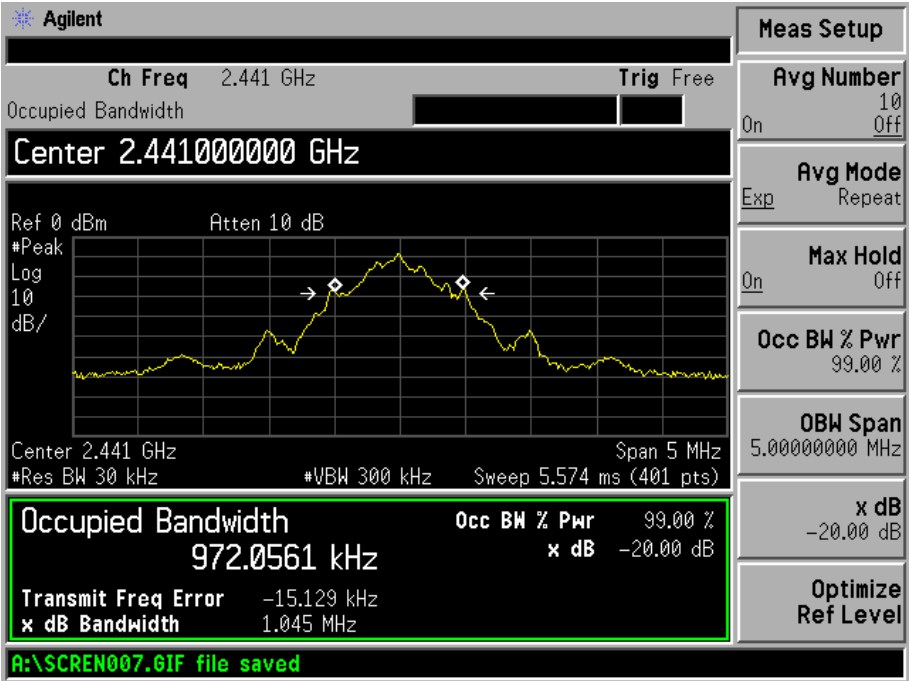 Agilent
Ch Freq 2.441 GHz Trig Free
Occupied Bandwidth
Center 2.441000000 GHz
Ref 0 dBm Atten 10 dB
#Peak
Log
10
dB/
Center 2.441 GHz Span 5 MHz
#Res BW 30 kHz #VBW 300 kHz Sweep 5.574 ms (401 pts)
Occupied Bandwidth
972.0561 kHz
Occ BW % Pwr 99.00 %
x dB -20.00 dB
Transmit Freq Error -15.129 kHz
x dB Bandwidth 1.045 MHz
A:\SCREN007.GIF file saved
Meas Setup
Avg Number
10
On Off
Avg Mode
Exp Repeat
Max Hold
On Off
Occ BW % Pwr
99.00 %
OBW Span
5.00000000 MHz
x dB
-20.00 dB
Optimize
Ref Level